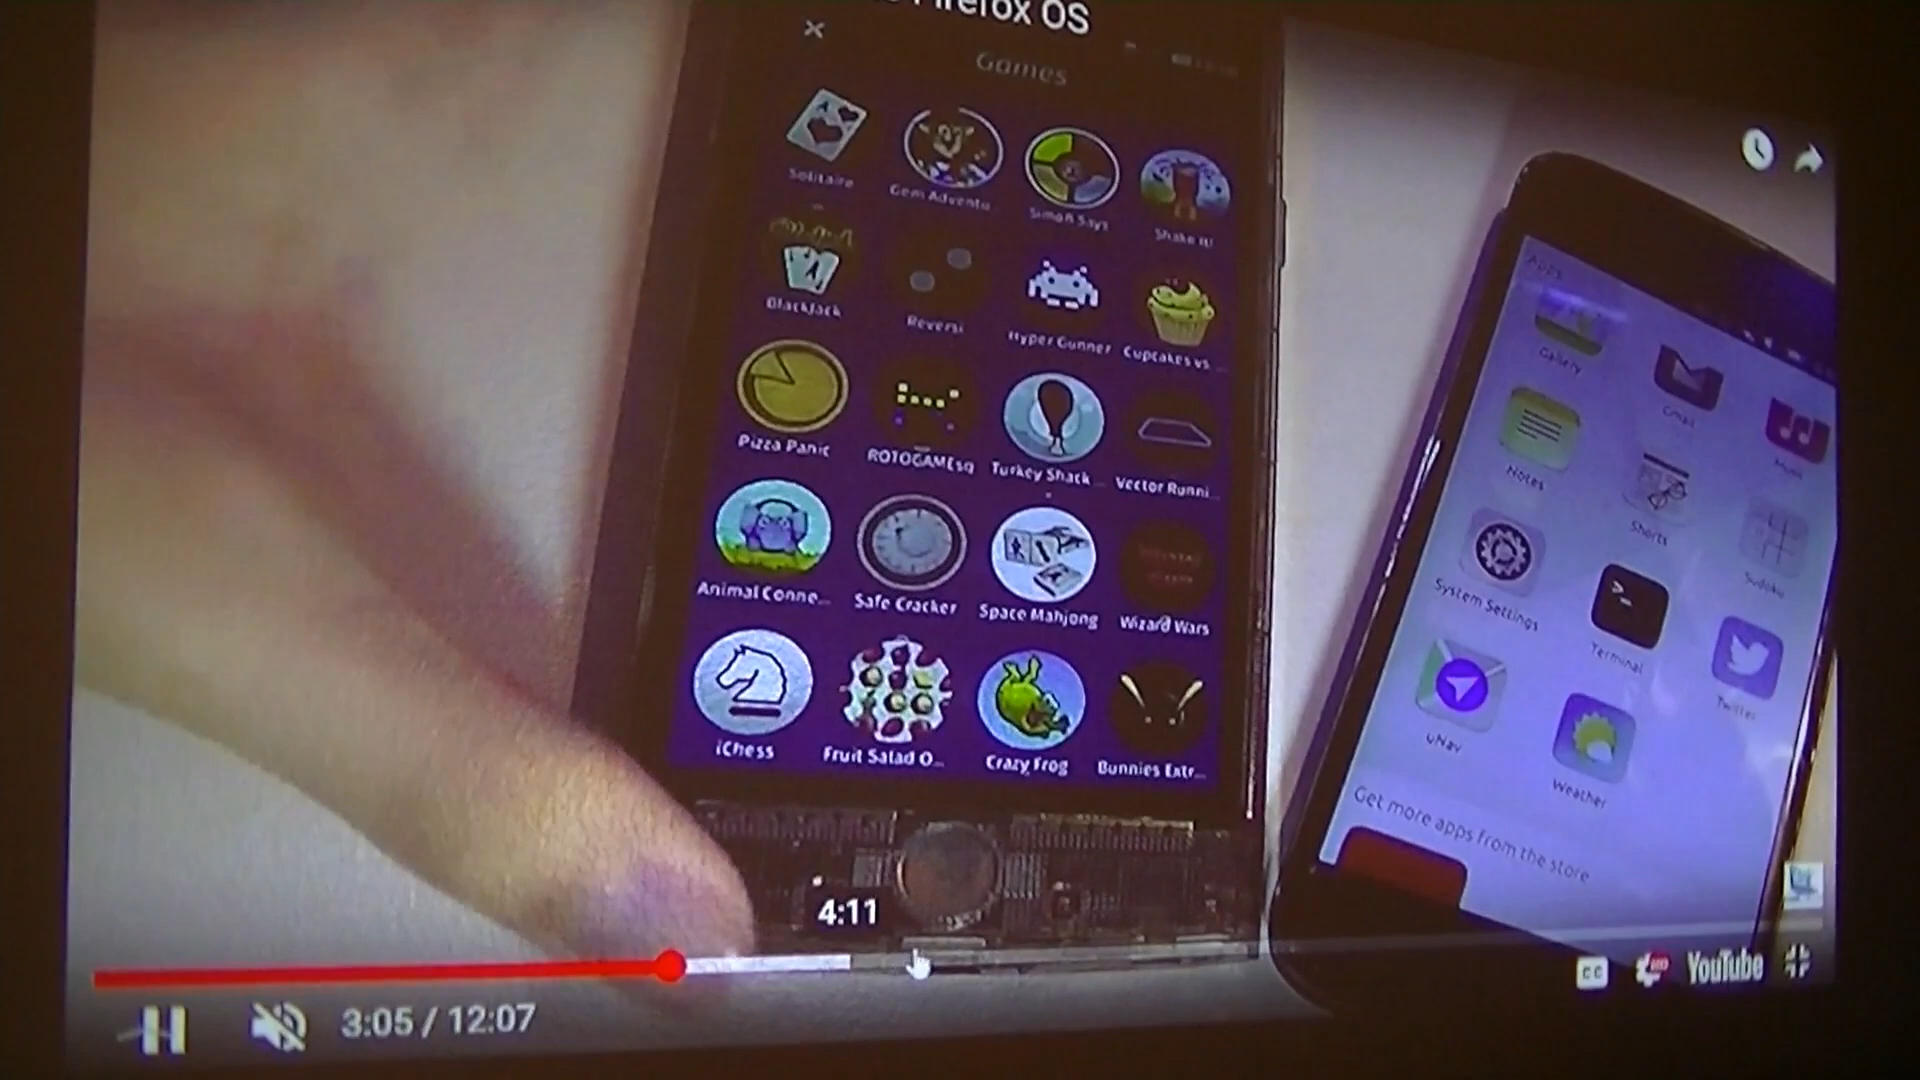 Firefox OS
Games
Solitaire
Gem Advento...
Simon Says
Shake It!
BlackJack
Reversi
Hyper Gunner
Cupcakes vs...
Pizza Panic
ROTOGAMEsq
Turkey Shack...
Vector Runni...
Animal Conne...
Safe Cracker
Space Mahjong
Wizard Wars
iChess
Fruit Salad O...
Crazy Frog
Bunnies Extr...
Apps
Gallery
Gmail
Music
Notes
Shorts
Sudoku
System Settings
Terminal
Twitter
uNav
Weather
Get more apps from the store
4:11
3:05 / 12:07
CC
YouTube